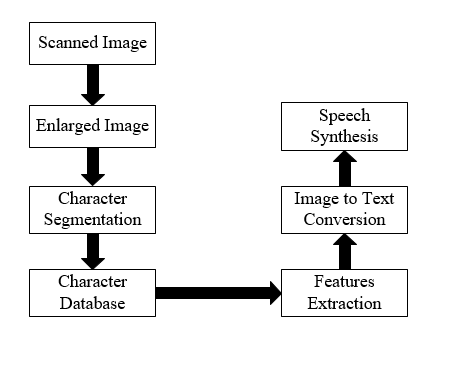 Scanned Image
Enlarged Image
Character
Segmentation
Character
Database
Features
Extraction
Image to Text
Conversion
Speech
Synthesis